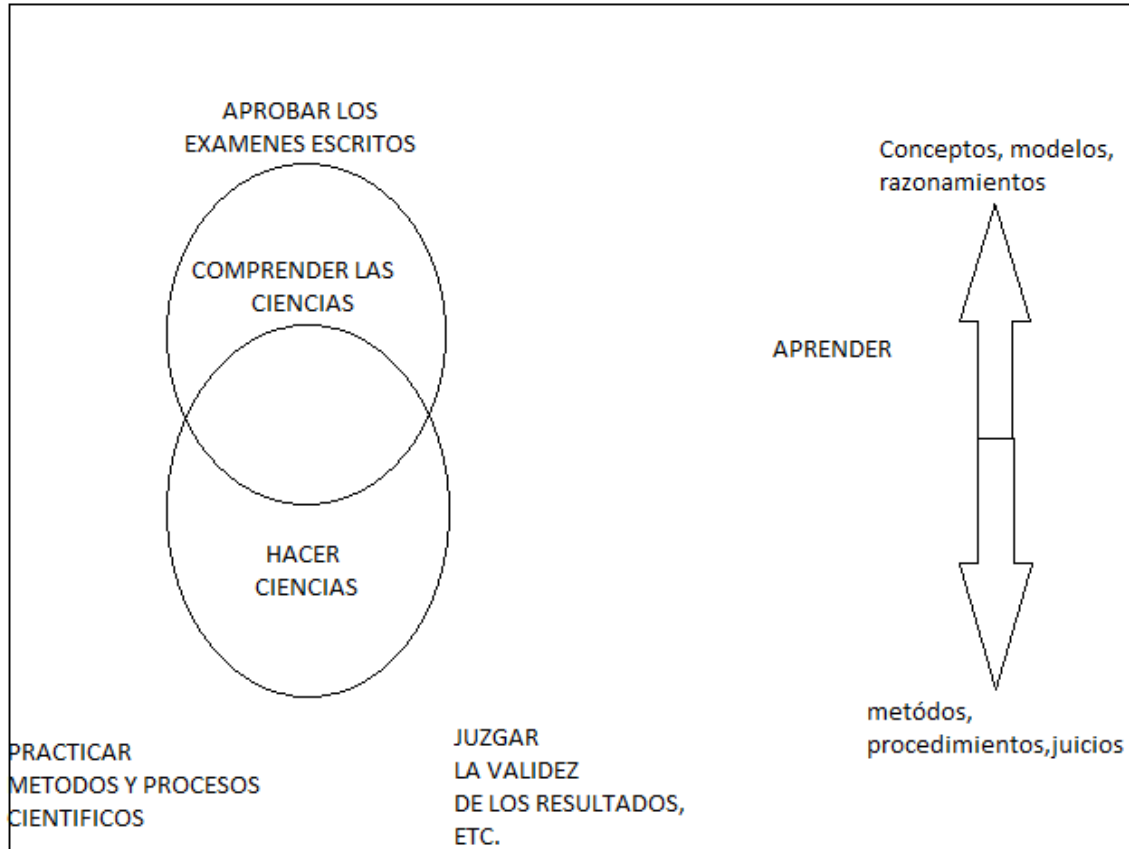 APROBAR LOS
EXAMENES ESCRITOS
COMPRENDER LAS
CIENCIAS
HACER
CIENCIAS
PRACTICAR
METODOS Y PROCESOS
CIENTIFICOS
JUZGAR
LA VALIDEZ
DE LOS RESULTADOS,
ETC.
Conceptos, modelos,
razonamientos
APRENDER
metódos,
procedimientos,juicios